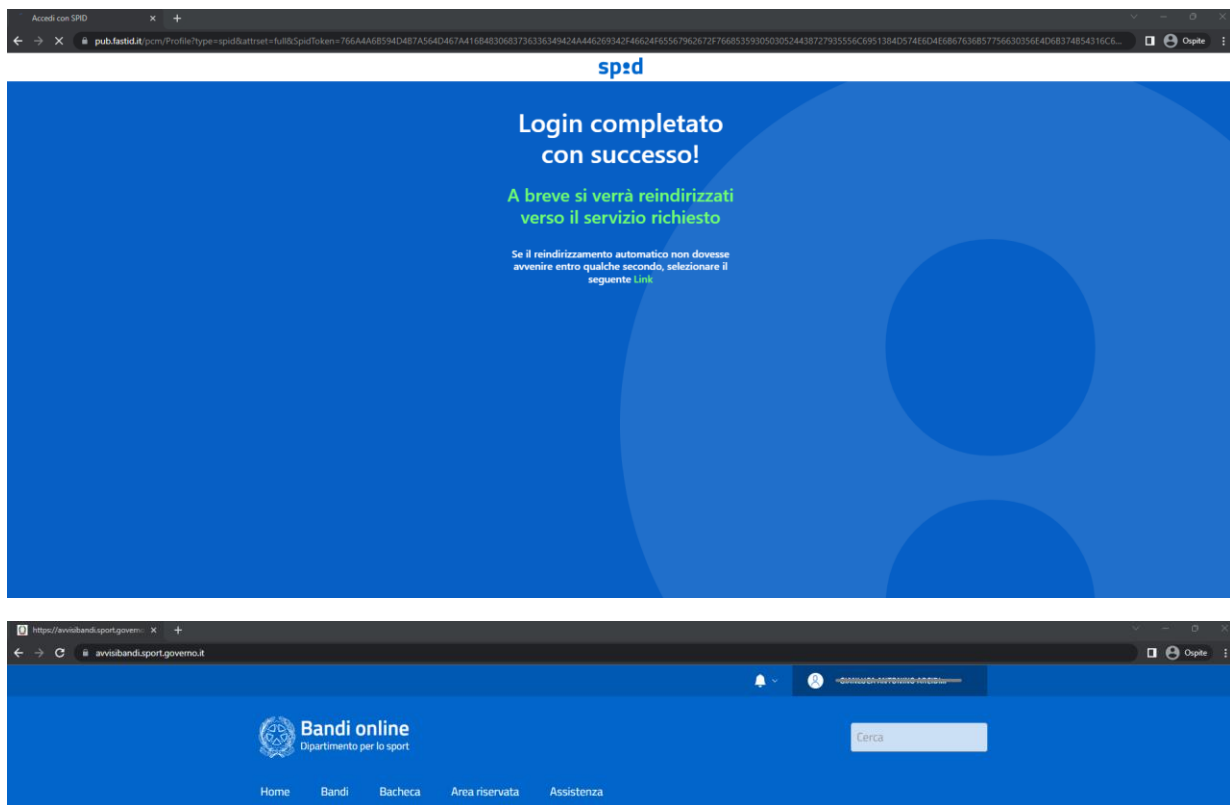 Accedi con SPID
pub.fastid.it/pcm/Profile?type=spid&attrset=full&SpidToken=
Ospite
spid
Login completato
con successo!
A breve si verrà reindirizzati
verso il servizio richiesto
Se il reindirizzamento automatico non dovesse
avvenire entro qualche secondo, selezionare il
seguente Link
https://avvisibandi.sport.governo
avvisibandi.sport.governo.it
Ospite
Bandi online
Dipartimento per lo sport
Cerca
Home Bandi Bacheca Area riservata Assistenza